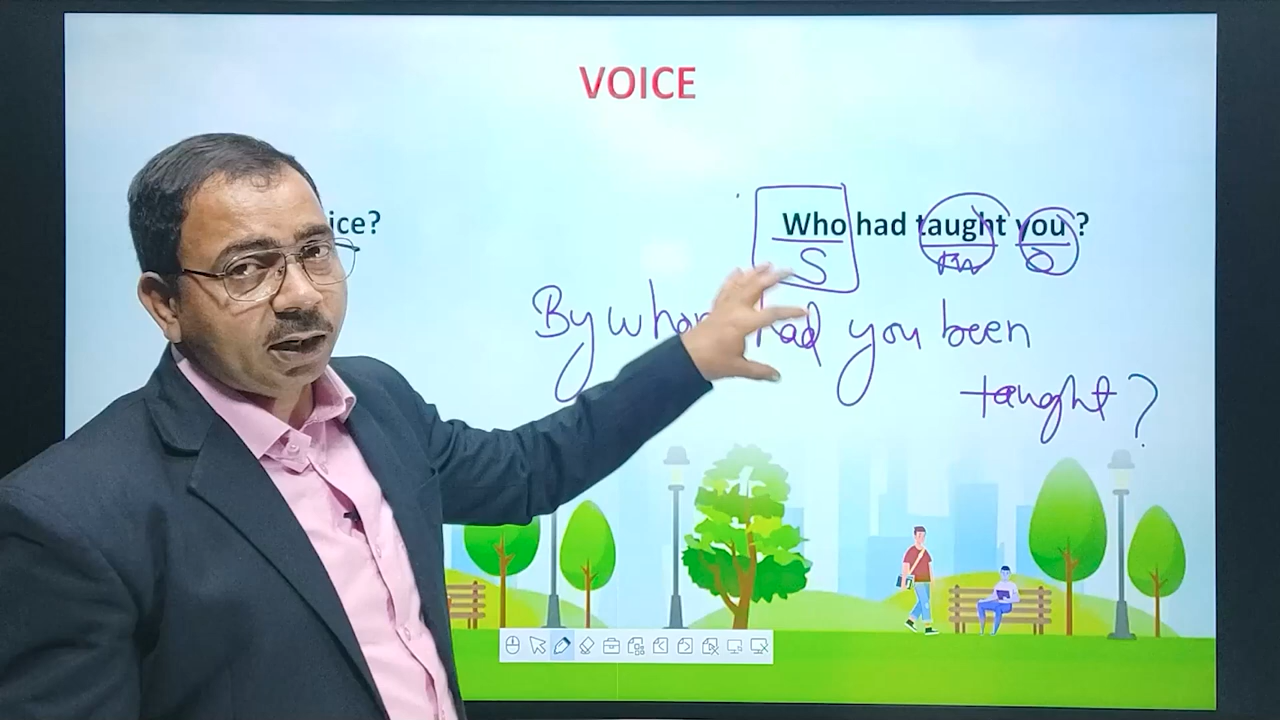 VOICE
ice?
Who had taught you ?
S O
By whom had you been
taught?